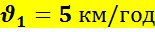 𝝑₁ = 5 км/год